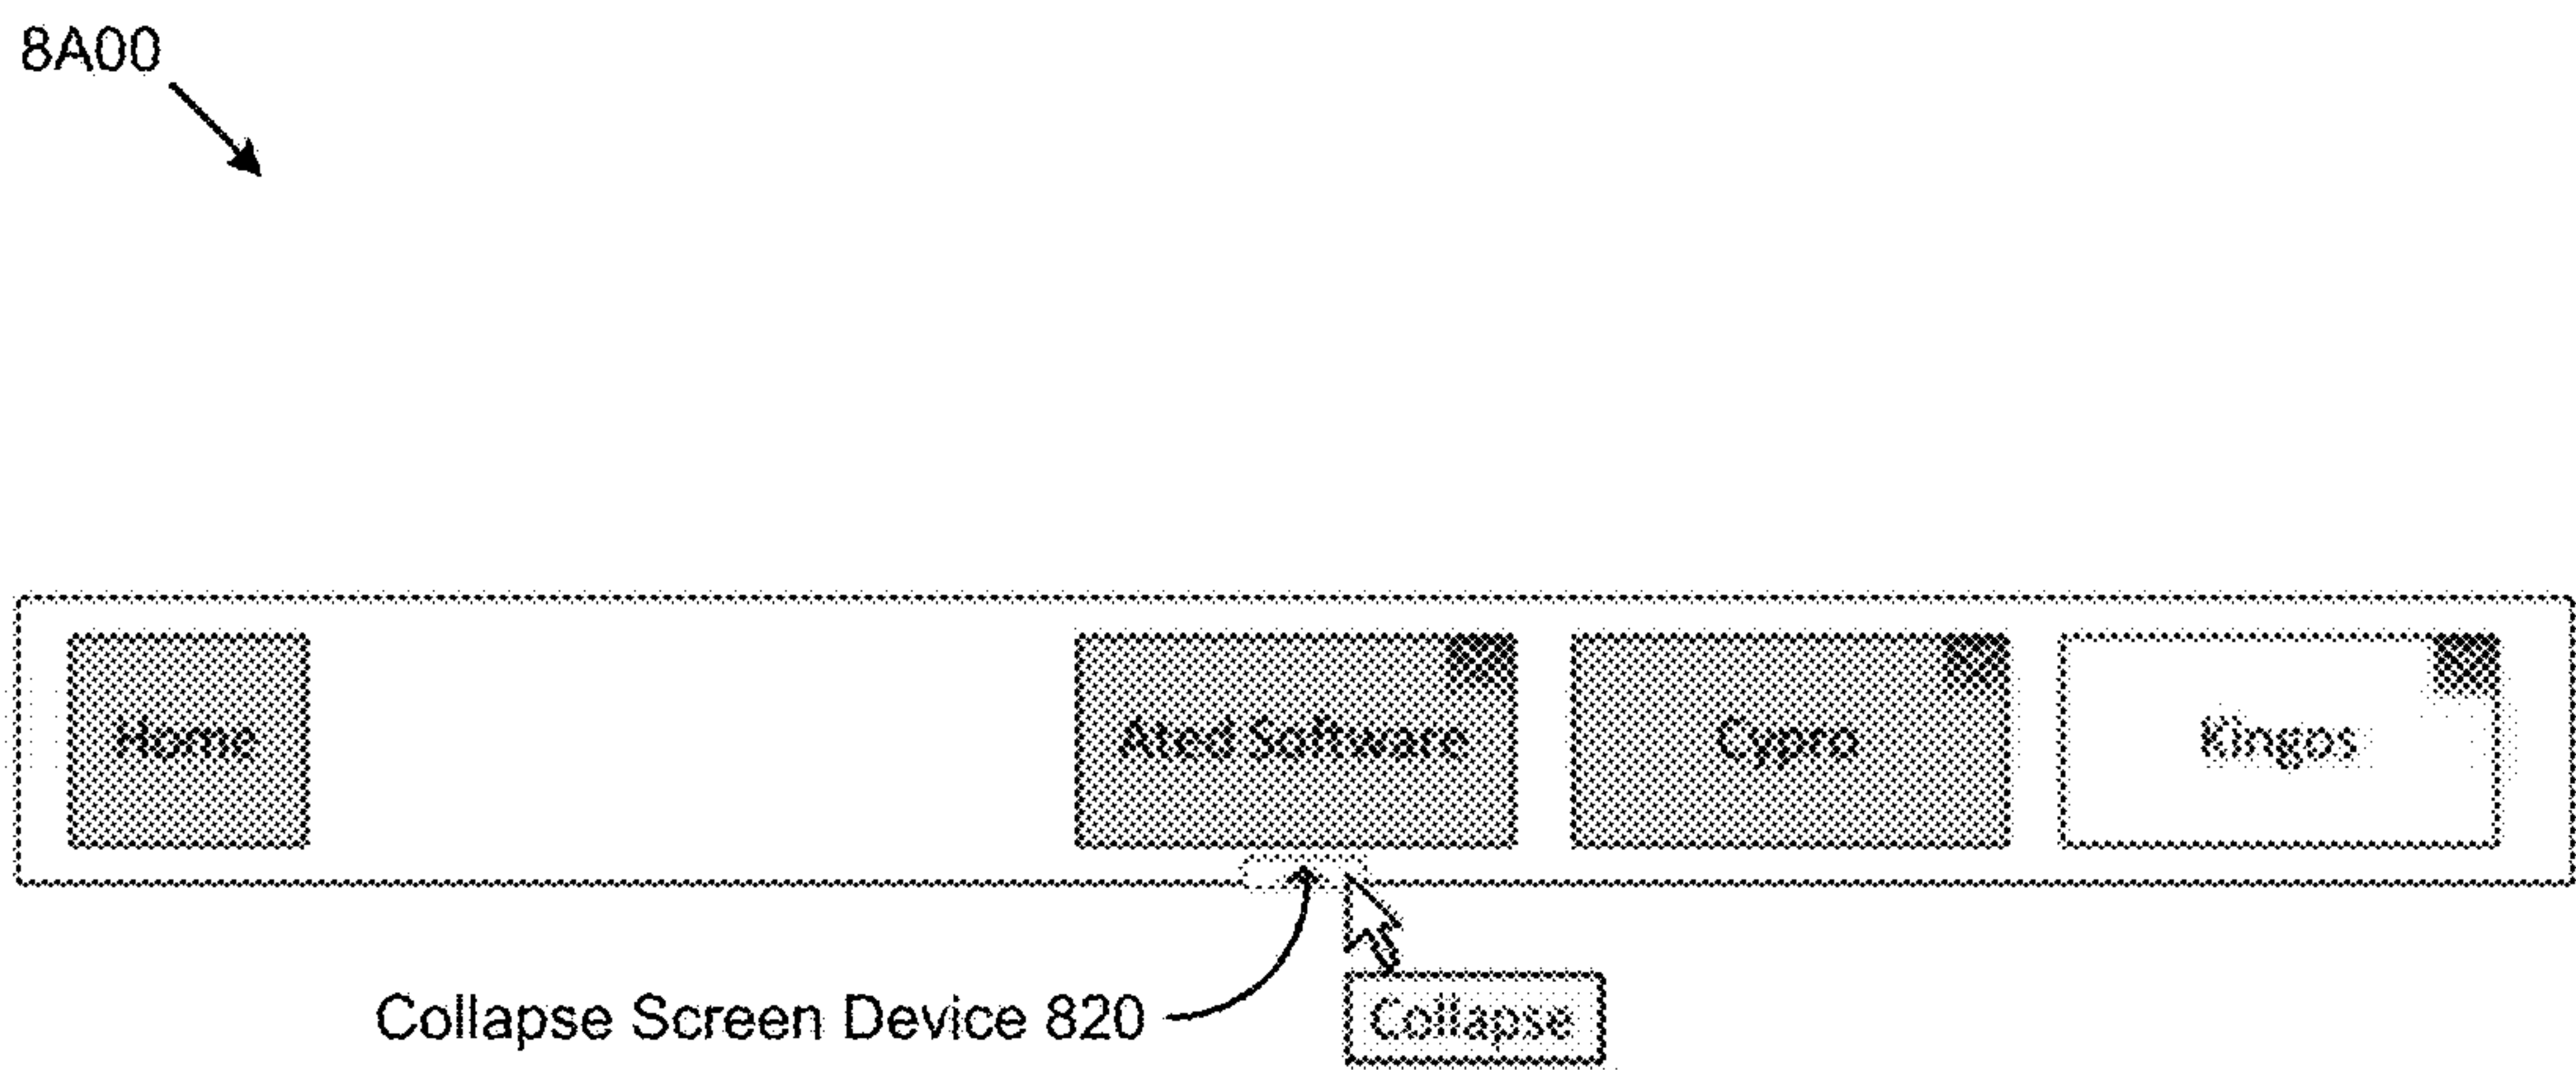 8A00
Home
Ated Software
Cypro
Kingos
Collapse Screen Device 820
Collapse